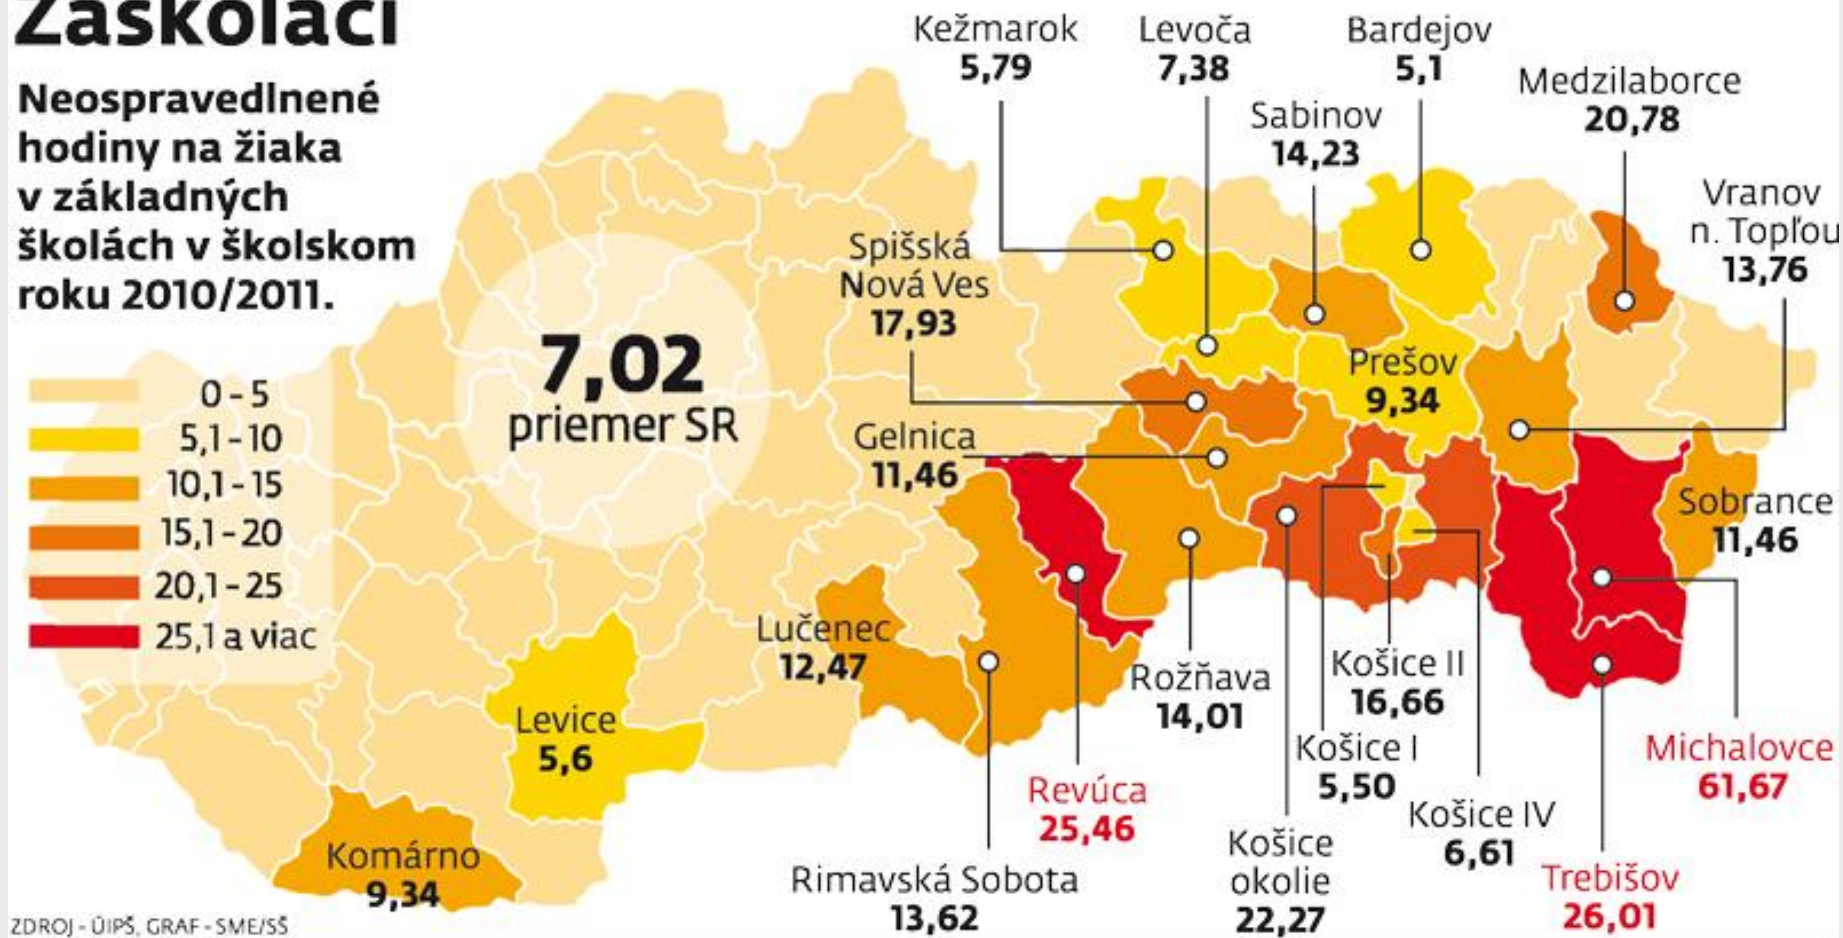 Záškoláci
Neospravedlnené
hodiny na žiaka
v základných
školách v školskom
roku 2010/2011.
0 - 5
5,1 - 10
10,1 - 15
15,1 - 20
20,1 - 25
25,1 a viac
7,02
priemer SR
Kežmarok
5,79
Levoča
7,38
Bardejov
5,1
Sabinov
14,23
Medzilaborce
20,78
Vranov
n. Topľou
13,76
Spišská
Nová Ves
17,93
Prešov
9,34
Gelnica
11,46
Sobrance
11,46
Lučenec
12,47
Levice
5,6
Komárno
9,34
Rožňava
14,01
Košice II
16,66
Košice I
5,50
Košice IV
6,61
Michalovce
61,67
Revúca
25,46
Rimavská Sobota
13,62
Košice
okolie
22,27
Trebišov
26,01
ZDROJ - ÚIPŠ, GRAF - SME/SŠ